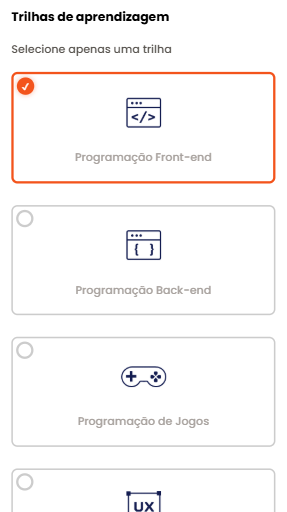 Trilhas de aprendizagem
Selecione apenas uma trilha
</>
Programação Front-end
{ }
Programação Back-end
Programação de Jogos
UX